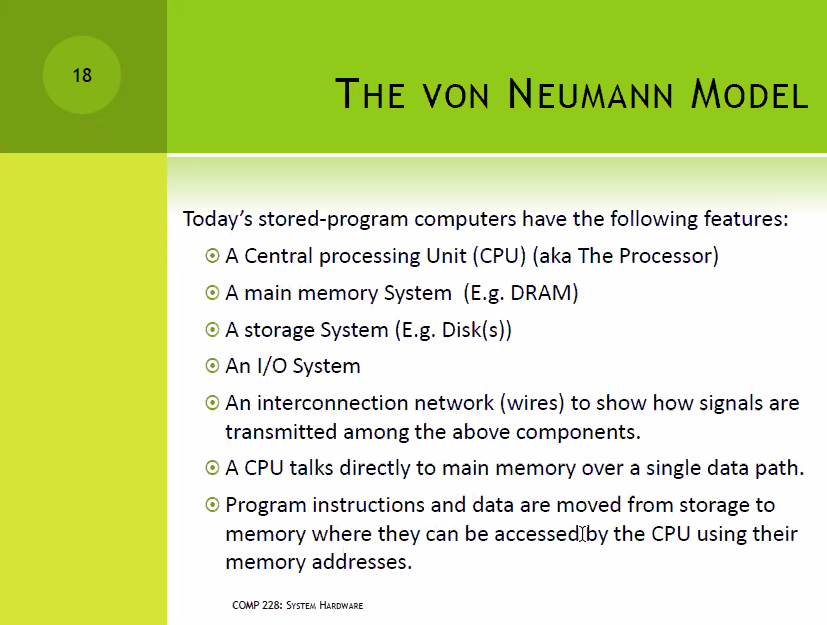 18
The von Neumann Model
Today's stored-program computers have the following features:
A Central processing Unit (CPU) (aka The Processor)
A main memory System (E.g. DRAM)
A storage System (E.g. Disk(s))
An I/O System
An interconnection network (wires) to show how signals are
transmitted among the above components.
A CPU talks directly to main memory over a single data path.
Program instructions and data are moved from storage to
memory where they can be accessed by the CPU using their
memory addresses.
COMP 228: System Hardware